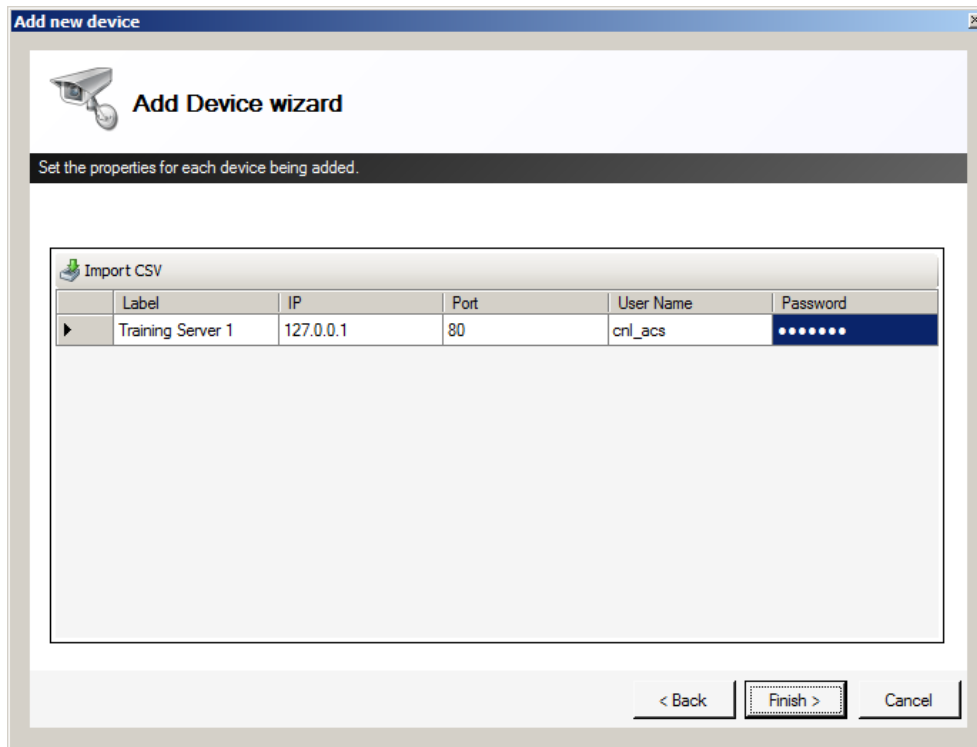 Add new device
Add Device wizard
Set the properties for each device being added.
Import CSV
Label IP Port User Name Password
Training Server 1 127.0.0.1 80 cnl_acs •••••••
< Back Finish > Cancel